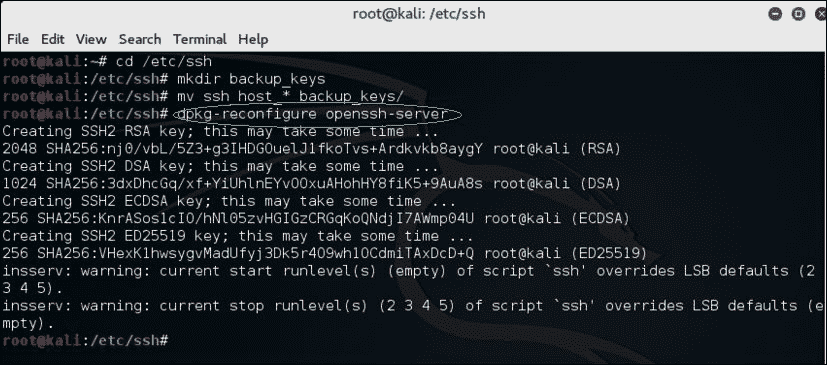 root@kali: /etc/ssh
File Edit View Search Terminal Help
root@kali:~# cd /etc/ssh
root@kali:/etc/ssh# mkdir backup_keys
root@kali:/etc/ssh# mv ssh_host_* backup_keys/
root@kali:/etc/ssh# dpkg-reconfigure openssh-server
Creating SSH2 RSA key; this may take some time ...
2048 SHA256:nj0/vbL/5Z3+g3IHDGOuelJ1fkoTvs+Ardkvkb8aygY root@kali (RSA)
Creating SSH2 DSA key; this may take some time ...
1024 SHA256:3dxDhcGq/xf+YiUhlnEYvOOxuAHohHY8fiK5+9AuA8s root@kali (DSA)
Creating SSH2 ECDSA key; this may take some time ...
256 SHA256:KnrASos1cIO/hNl05zvHGIGzCRGqKoQNdjI7AWmp04U root@kali (ECDSA)
Creating SSH2 ED25519 key; this may take some time ...
256 SHA256:VHexK1hwsygvMadUfyj3Dk5r4O9wh1OCdmiTAxDcD+Q root@kali (ED25519)
insserv: warning: current start runlevel(s) (empty) of script `ssh' overrides LSB defaults (2
3 4 5).
insserv: warning: current stop runlevel(s) (2 3 4 5) of script `ssh' overrides LSB defaults (e
mpty).
root@kali:/etc/ssh#